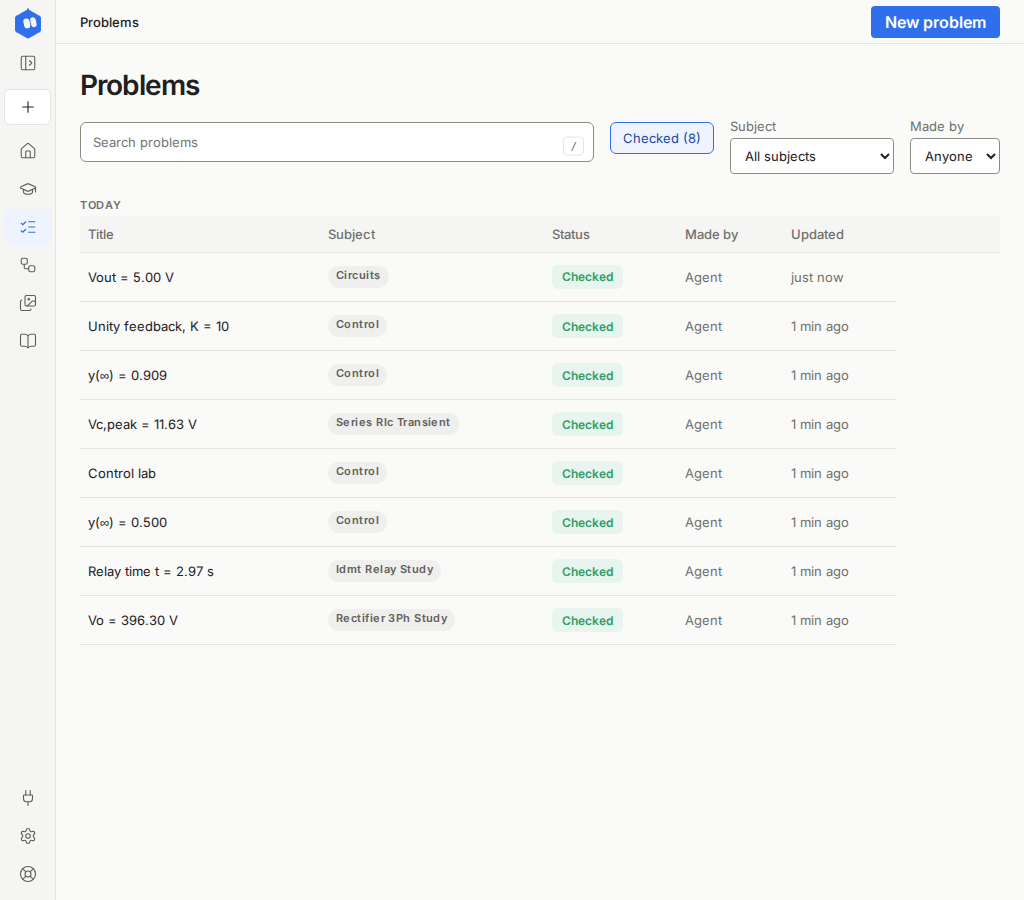 Problems
New problem
Problems
Search problems
/
Checked (8)
Subject
All subjects
Made by
Anyone
TODAY
Title Subject Status Made by Updated
Vout = 5.00 V Circuits Checked Agent just now
Unity feedback, K = 10 Control Checked Agent 1 min ago
y(∞) = 0.909 Control Checked Agent 1 min ago
Vc,peak = 11.63 V Series Rlc Transient Checked Agent 1 min ago
Control lab Control Checked Agent 1 min ago
y(∞) = 0.500 Control Checked Agent 1 min ago
Relay time t = 2.97 s Idmt Relay Study Checked Agent 1 min ago
Vo = 396.30 V Rectifier 3Ph Study Checked Agent 1 min ago